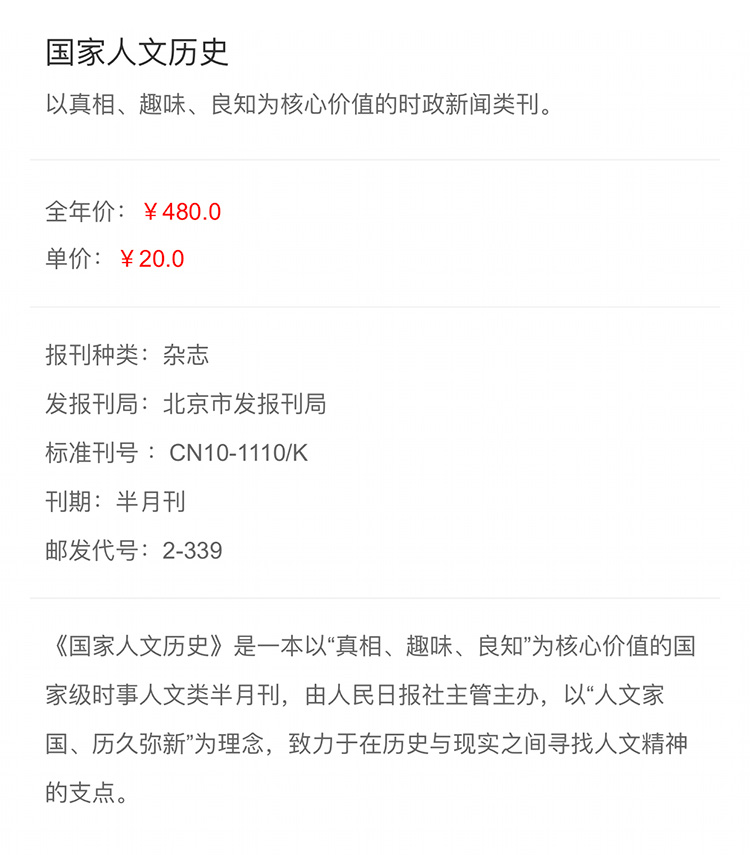 国家人文历史
以真相、趣味、良知为核心价值的时政新闻类刊。
全年价：￥480.0
单价：￥20.0
报刊种类：杂志
发报刊局：北京市发报刊局
标准刊号 ：CN10-1110/K
刊期：半月刊
邮发代号：2-339
《国家人文历史》是一本以“真相、趣味、良知”为核心价值的国
家级时事人文类半月刊，由人民日报社主管主办，以“人文家
国、历久弥新”为理念，致力于在历史与现实之间寻找人文精神
的支点。